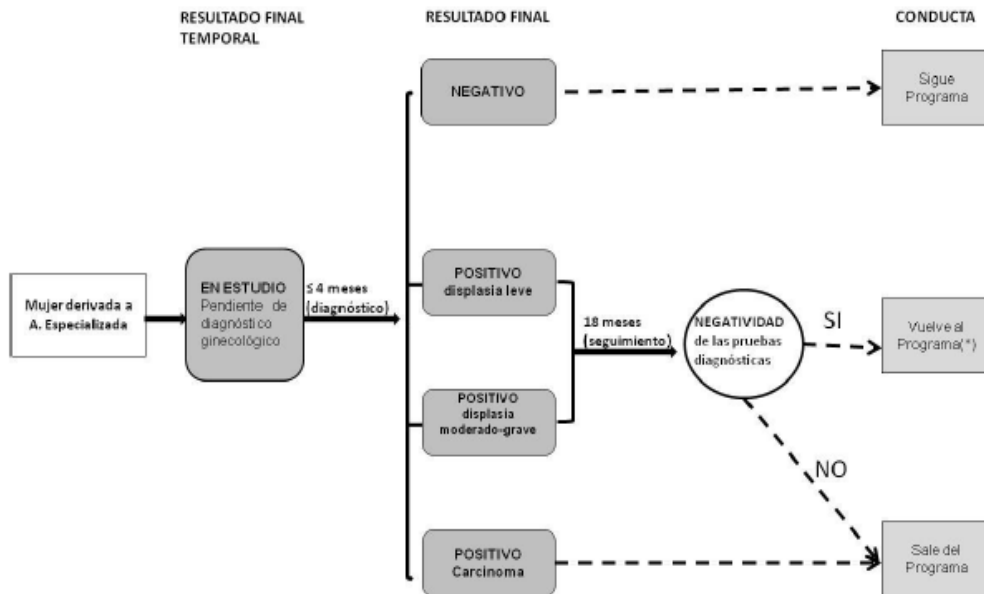 RESULTADO FINAL
TEMPORAL
RESULTADO FINAL
CONDUCTA
NEGATIVO
Sigue
Programa
Mujer derivada a
A. Especializada
EN ESTUDIO
Pendiente de
diagnóstico
ginecológico
≤ 4 meses
(diagnóstico)
POSITIVO
displasia leve
POSITIVO
displasia
moderado-grave
18 meses
(seguimiento)
NEGATIVIDAD
de las pruebas
diagnósticas
SI
Vuelve al
Programa(*)
NO
POSITIVO
Carcinoma
Sale del
Programa